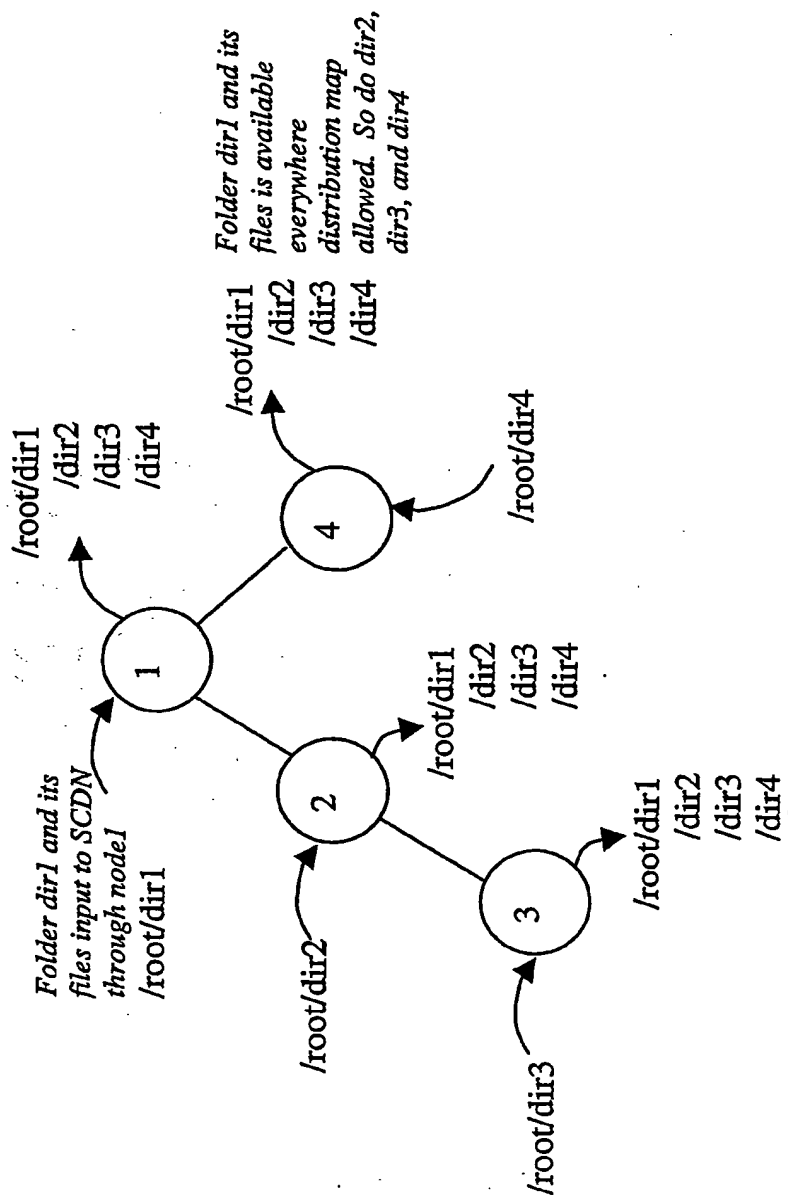 Folder dir1 and its
files input to SCDN
through node1
/root/dir1
/root/dir1
/dir2
/dir3
/dir4
1
/root/dir2
2
/root/dir1
/dir2
/dir3
/dir4
/root/dir3
3
/root/dir1
/dir2
/dir3
/dir4
4
/root/dir4
/root/dir1
/dir2
/dir3
/dir4
Folder dir1 and its
files is available
everywhere
distribution map
allowed. So do dir2,
dir3, and dir4